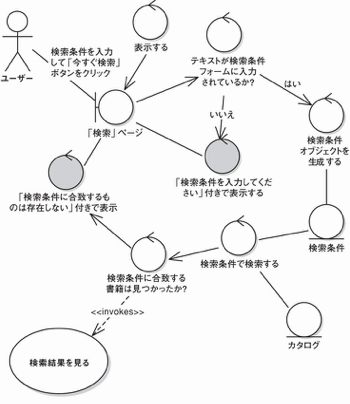 表示する
検索条件を入力
して「今すぐ検索」
ボタンをクリック
ユーザー
テキストが検索条件
フォームに入力
されているか?
はい
いいえ
「検索」ページ
検索条件
オブジェクトを
生成する
「検索条件を入力してくだ
さい」付きで表示する
「検索条件に合致するも
のは存在しない」付きで表示
検索条件
検索条件で検索する
検索条件に合致する
書籍は見つかったか?
<<invokes>>
カタログ
検索結果を見る